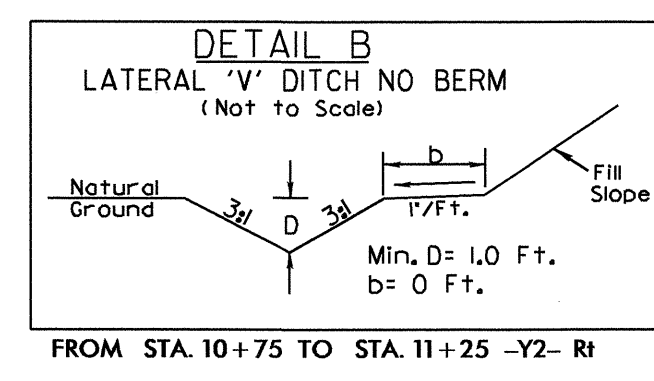 DETAIL B
LATERAL 'V' DITCH NO BERM
(Not to Scale)
b
Natural
Ground
3:1
D
3:1
1"/Ft.
Fill
Slope
Min. D= 1.0 Ft.
b= 0 Ft.
FROM STA. 10+75 TO STA. 11+25 -Y2- Rt